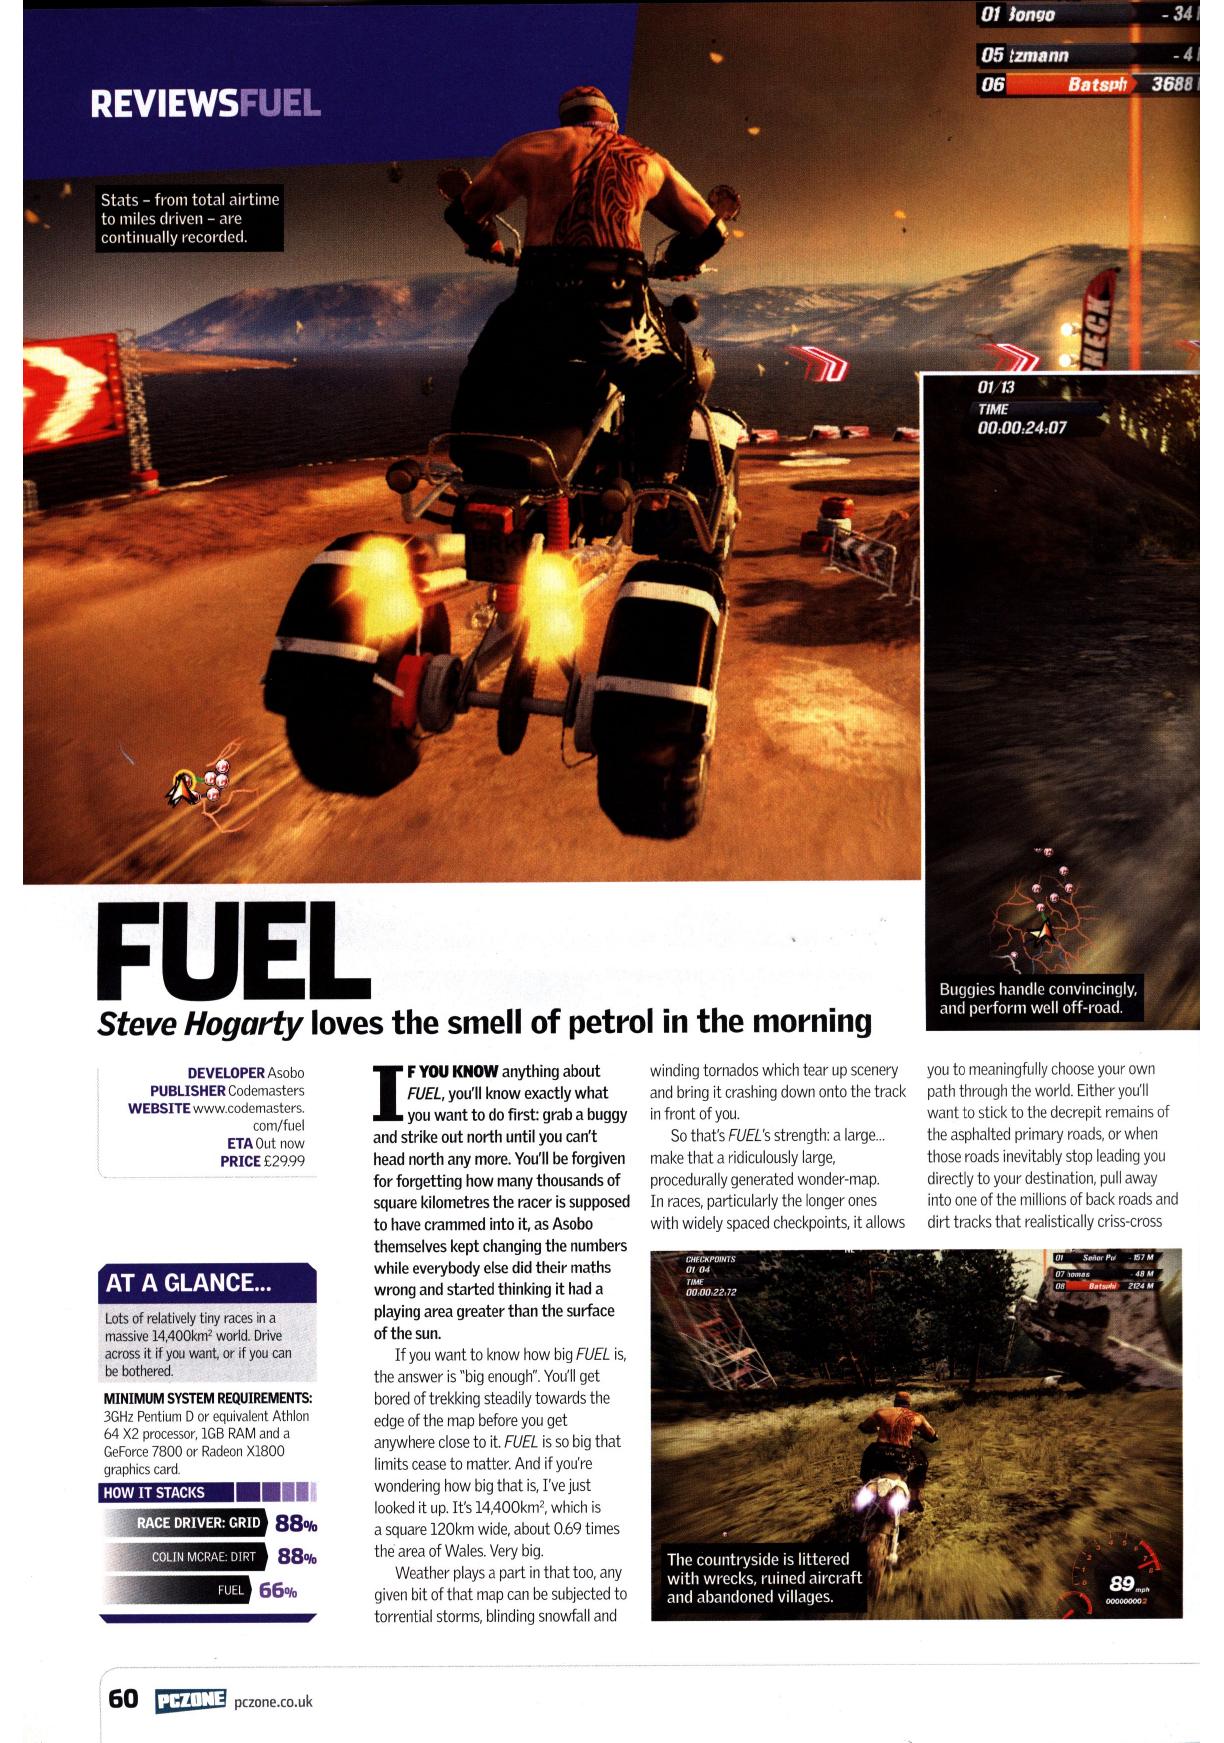 01 Jongo - 34
05 tzmann - 4
06 Batsph 3688
REVIEWSFUEL
Stats – from total airtime
to miles driven – are
continually recorded.
HECK
01/13
TIME
00:00:24:07
Buggies handle convincingly,
and perform well off-road.
FUEL
Steve Hogarty loves the smell of petrol in the morning
DEVELOPER Asobo
PUBLISHER Codemasters
WEBSITE www.codemasters.
com/fuel
ETA Out now
PRICE £29.99
AT A GLANCE...
Lots of relatively tiny races in a
massive 14,400km² world. Drive
across it if you want, or if you can
be bothered.
MINIMUM SYSTEM REQUIREMENTS:
3GHz Pentium D or equivalent Athlon
64 X2 processor, 1GB RAM and a
GeForce 7800 or Radeon X1800
graphics card.
HOW IT STACKS
RACE DRIVER: GRID 88%
COLIN MCRAE: DIRT 88%
FUEL 66%
IF YOU KNOW anything about
FUEL, you'll know exactly what
you want to do first: grab a buggy
and strike out north until you can't
head north any more. You'll be forgiven
for forgetting how many thousands of
square kilometres the racer is supposed
to have crammed into it, as Asobo
themselves kept changing the numbers
while everybody else did their maths
wrong and started thinking it had a
playing area greater than the surface
of the sun.
If you want to know how big FUEL is,
the answer is "big enough". You'll get
bored of trekking steadily towards the
edge of the map before you get
anywhere close to it. FUEL is so big that
limits cease to matter. And if you're
wondering how big that is, I've just
looked it up. It's 14,400km², which is
a square 120km wide, about 0.69 times
the area of Wales. Very big.
Weather plays a part in that too, any
given bit of that map can be subjected to
torrential storms, blinding snowfall and
winding tornados which tear up scenery
and bring it crashing down onto the track
in front of you.
So that's FUEL's strength: a large...
make that a ridiculously large,
procedurally generated wonder-map.
In races, particularly the longer ones
with widely spaced checkpoints, it allows
you to meaningfully choose your own
path through the world. Either you'll
want to stick to the decrepit remains of
the asphalted primary roads, or when
those roads inevitably stop leading you
directly to your destination, pull away
into one of the millions of back roads and
dirt tracks that realistically criss-cross
CHECKPOINTS
01 04
TIME
00:00:22:72
NE
01 Señor Pu - 157 M
07 homas - 48 M
08 Batsphi 2124 M
The countryside is littered
with wrecks, ruined aircraft
and abandoned villages.
89 mph
000000002
60 PCZONE pczone.co.uk